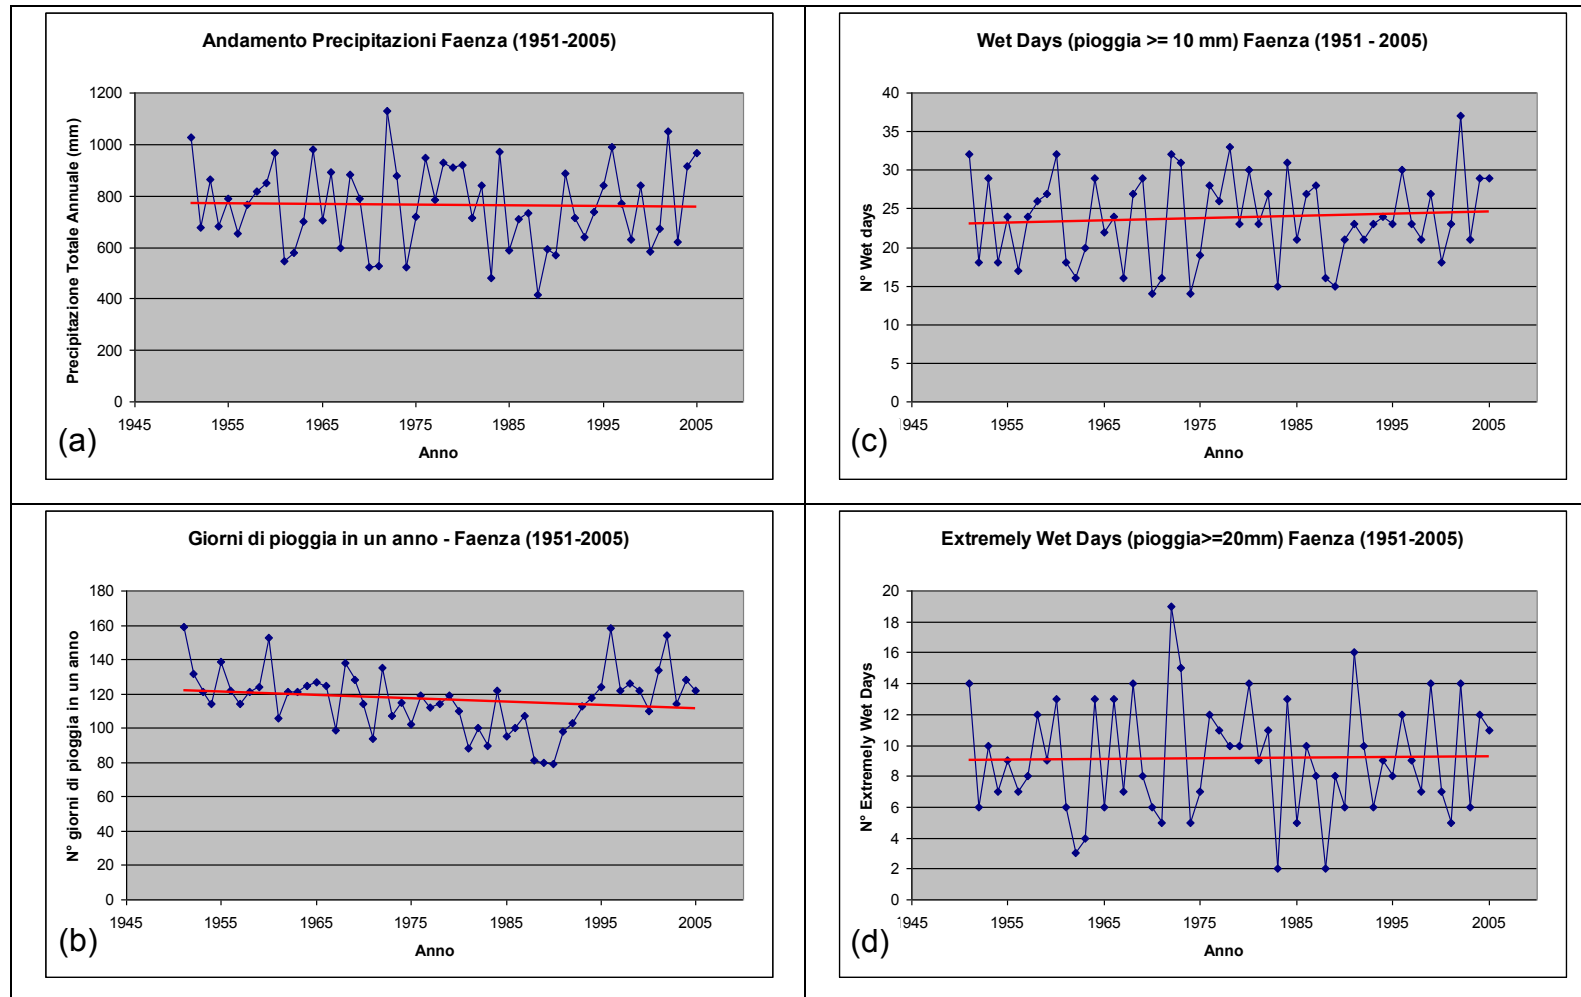 Andamento Precipitazioni Faenza (1951-2005)
Precipitazione Totale Annuale (mm)
1200
1000
800
600
400
200
0
1945 1955 1965 1975 1985 1995 2005
Anno
(a)
Wet Days (pioggia >= 10 mm) Faenza (1951 - 2005)
N° Wet days
40
35
30
25
20
15
10
5
0
1945 1955 1965 1975 1985 1995 2005
Anno
(c)
Giorni di pioggia in un anno - Faenza (1951-2005)
N° giorni di pioggia in un anno
180
160
140
120
100
80
60
40
20
0
1945 1955 1965 1975 1985 1995 2005
Anno
(b)
Extremely Wet Days (pioggia>=20mm) Faenza (1951-2005)
N° Extremely Wet Days
20
18
16
14
12
10
8
6
4
2
0
1945 1955 1965 1975 1985 1995 2005
Anno
(d)